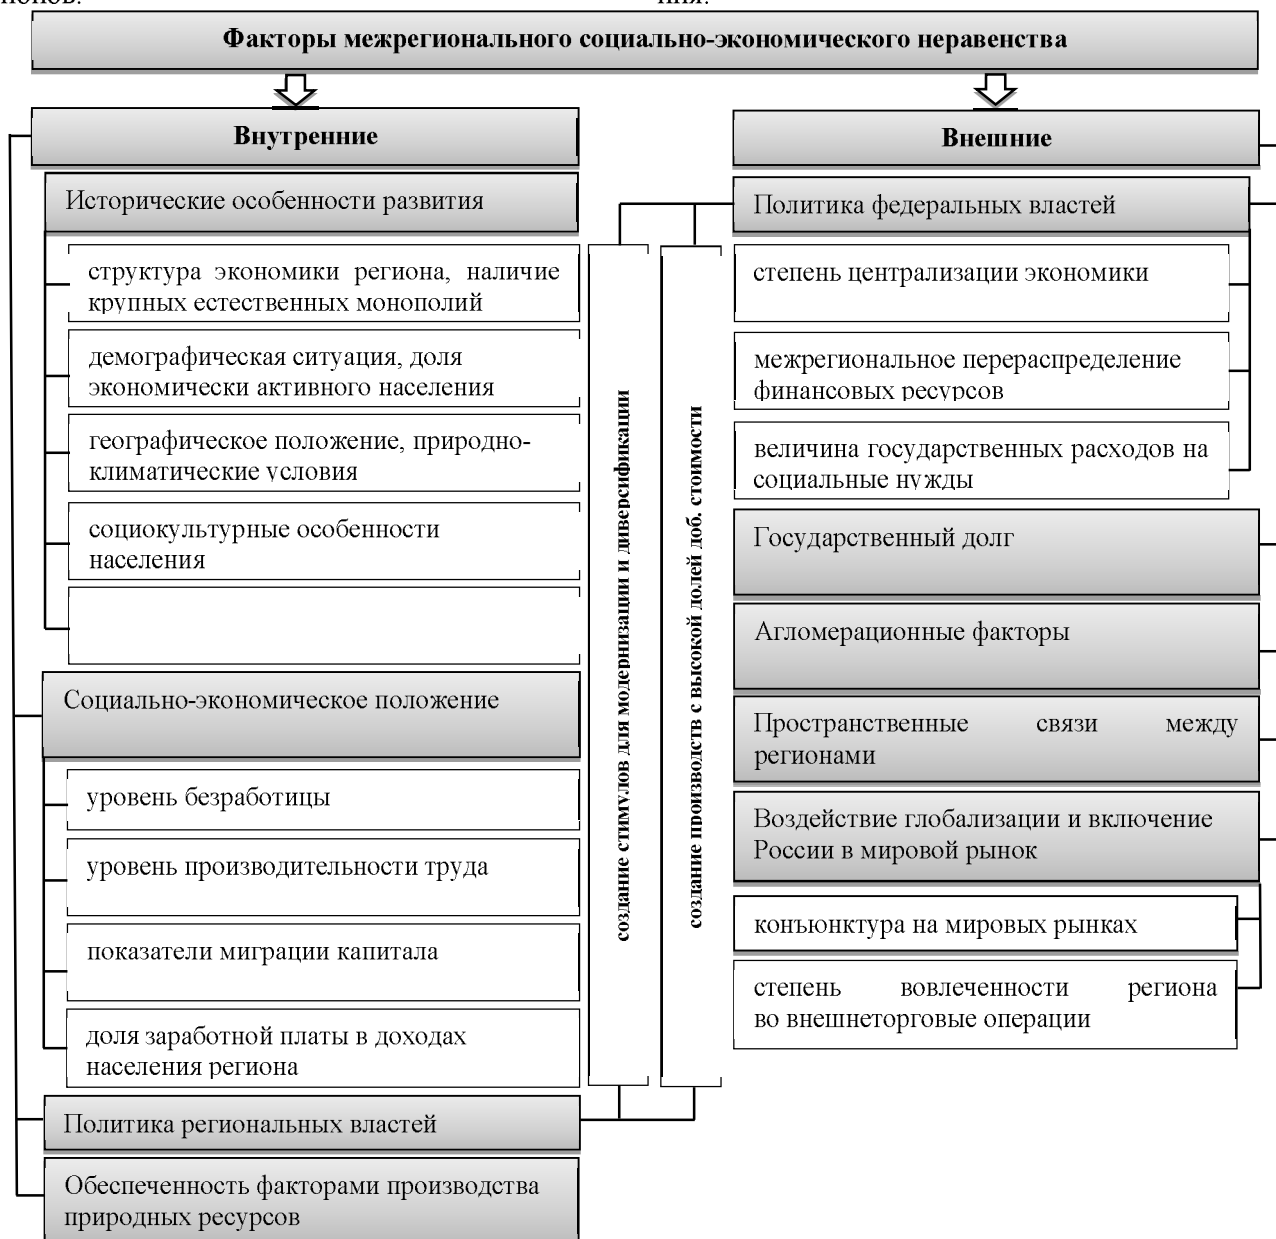 Факторы межрегионального социально-экономического неравенства
Внутренние
Исторические особенности развития
структура экономики региона, наличие
крупных естественных монополий
демографическая ситуация, доля
экономически активного населения
географическое положение, природно-
климатические условия
социокультурные особенности
населения
Социально-экономическое положение
уровень безработицы
уровень производительности труда
показатели миграции капитала
доля заработной платы в доходах
населения региона
Политика региональных властей
Обеспеченность факторами производства
природных ресурсов
создание стимулов для модернизации и диверсификации
создание производств с высокой долей доб. стоимости
Внешние
Политика федеральных властей
степень централизации экономики
межрегиональное перераспределение
финансовых ресурсов
величина государственных расходов на
социальные нужды
Государственный долг
Агломерационные факторы
Пространственные связи между
регионами
Воздействие глобализации и включение
России в мировой рынок
конъюнктура на мировых рынках
степень вовлеченности региона
во внешнеторговые операции